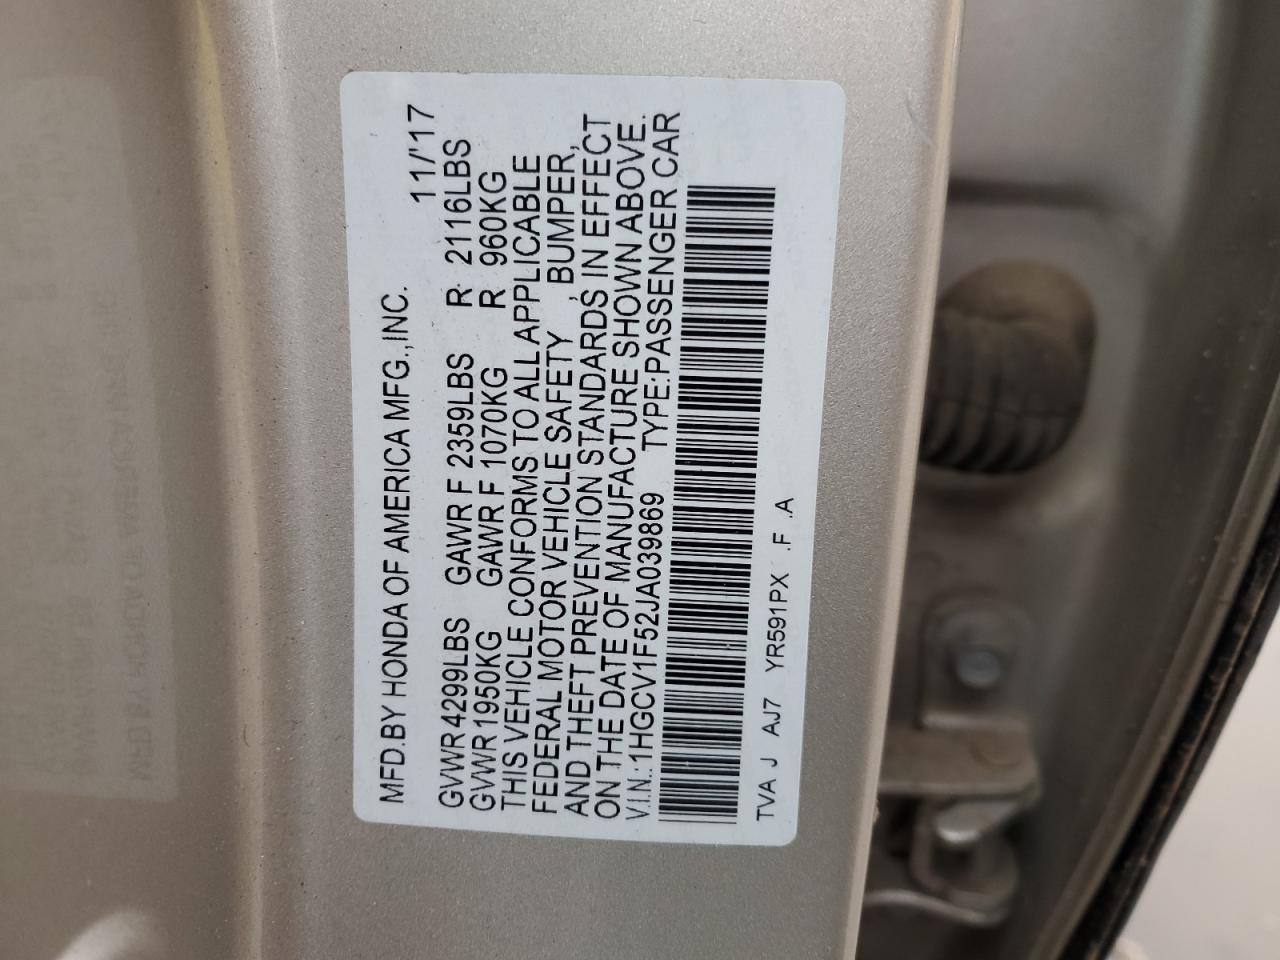 MFD.BY HONDA OF AMERICA MFG.,INC. 11/'17
GVWR 4299LBS GAWR F 2359LBS R 2116LBS
GVWR 1950KG GAWR F 1070KG R 960KG
THIS VEHICLE CONFORMS TO ALL APPLICABLE
FEDERAL MOTOR VEHICLE SAFETY , BUMPER,
AND THEFT PREVENTION STANDARDS, IN EFFECT
ON THE DATE OF MANUFACTURE SHOWN ABOVE.
V.I.N.: 1HGCV1F52JA039869 TYPE:PASSENGER CAR
TVA J AJ7 YR591PX .F .A